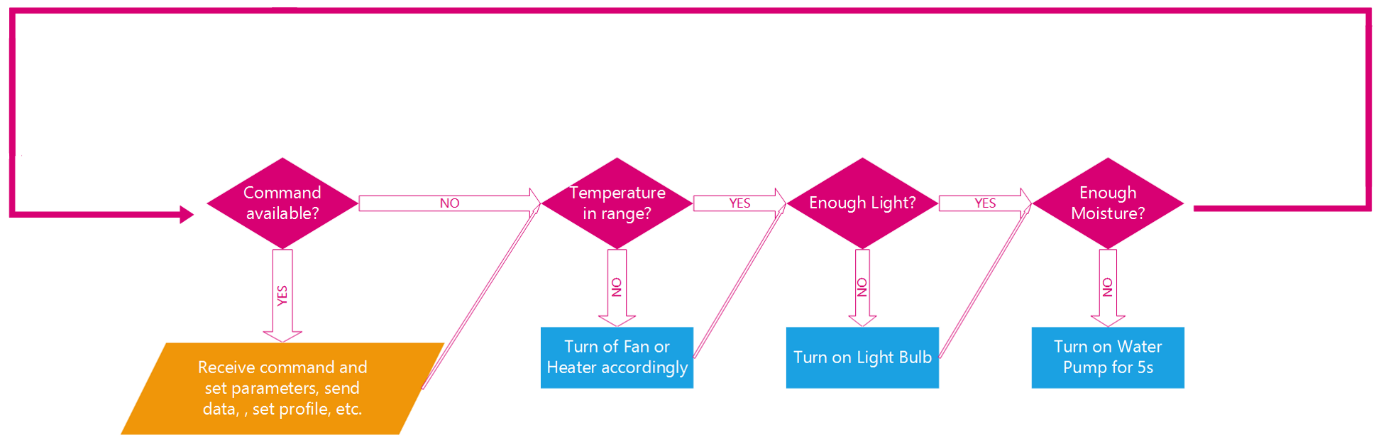 Command
available?
NO
Temperature
in range?
YES
Enough Light?
YES
Enough
Moisture?
YES
NO
NO
NO
Receive command and
set parameters, send
data, , set profile, etc.
Turn of Fan or
Heater accordingly
Turn on Light Bulb
Turn on Water
Pump for 5s